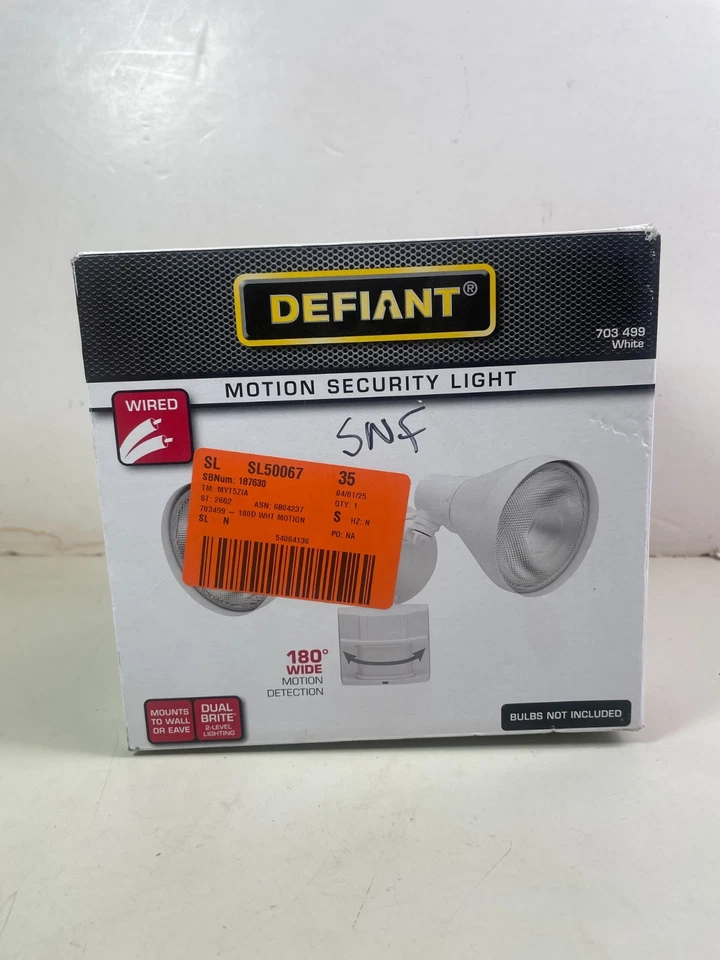 DEFIANT®
703 499
White
MOTION SECURITY LIGHT
WIRED
SNF
SL SL50067 35
SBNum: 187630 04/01/25
TM: MYT5ZIA QTY: 1
ST: 2662 ASN: 6804237 S HZ: N
703499 - 180D WHT MOTION
SL N PO: NA
54064136
180°
WIDE
MOTION
DETECTION
MOUNTS
TO WALL
OR EAVE
DUAL
BRITE®
2-LEVEL
LIGHTING
BULBS NOT INCLUDED